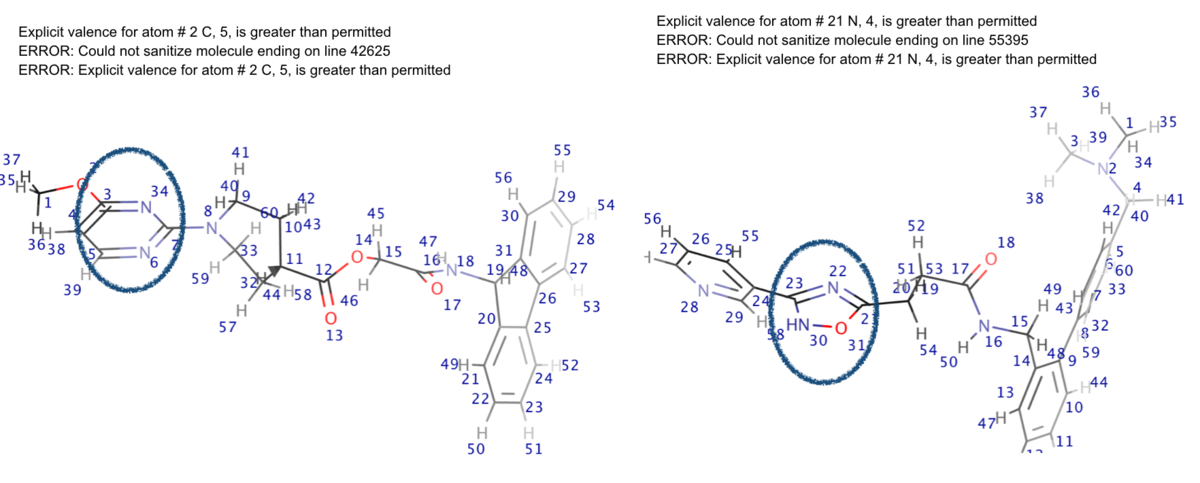 Explicit valence for atom # 2 C, 5, is greater than permitted
ERROR: Could not sanitize molecule ending on line 42625
ERROR: Explicit valence for atom # 2 C, 5, is greater than permitted
Explicit valence for atom # 21 N, 4, is greater than permitted
ERROR: Could not sanitize molecule ending on line 55395
ERROR: Explicit valence for atom # 21 N, 4, is greater than permitted
37
35 H
1
H
36 38
H
39
H
O
3
4
5
34
N
N
6
7
8
N
41
H
40
H
9
60
42
H
10 43
33
H
59
H
32
11
44
H 58
H
57
12
O
13
14
O
45
H
15
H
46
47
H
16
O
17
N
18
19
H 48
20
49 H
21
22
23
24
H 52
25
26
27
28
29
30
31
56
H
55
H
H 54
H
53
H
50
H
51
36
H
37
H
1
H 35
3
39
H
H
34
N 2
H
38
4
H 41
42
40
H
5
6 60
33
7
43
H
32
8
59
9
H 44
10
11
13
47 H
14
15
H
49
H 48
16
N
H
50
17
O
18
52
H
51
53
19
20
H
54
22
N
23
HN
30
O
31
24
25
H
55
26
27
56
H
H
28
N
29
H
58